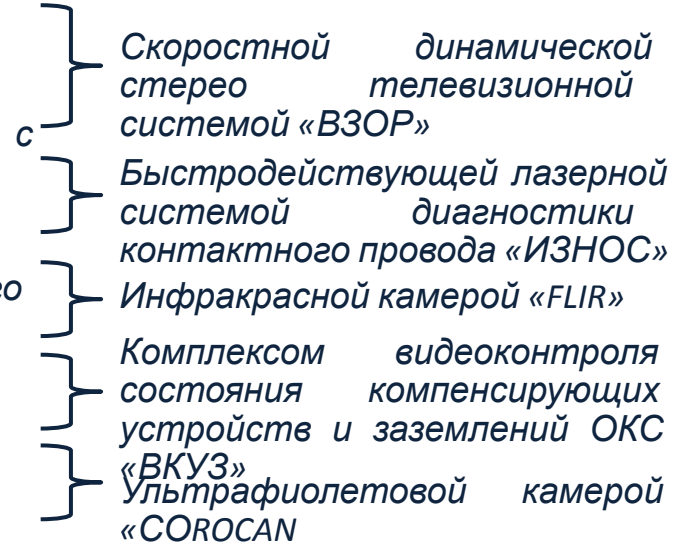 Скоростной динамической
стерео телевизионной
системой «ВЗОР»
с
Быстродействующей лазерной
системой диагностики
контактного провода «ИЗНОС»
ео
Инфракрасной камерой «FLIR»
Комплексом видеоконтроля
состояния компенсирующих
устройств и заземлений ОКС
«ВКУЗ»
Ультрафиолетовой камерой
«COROCAN